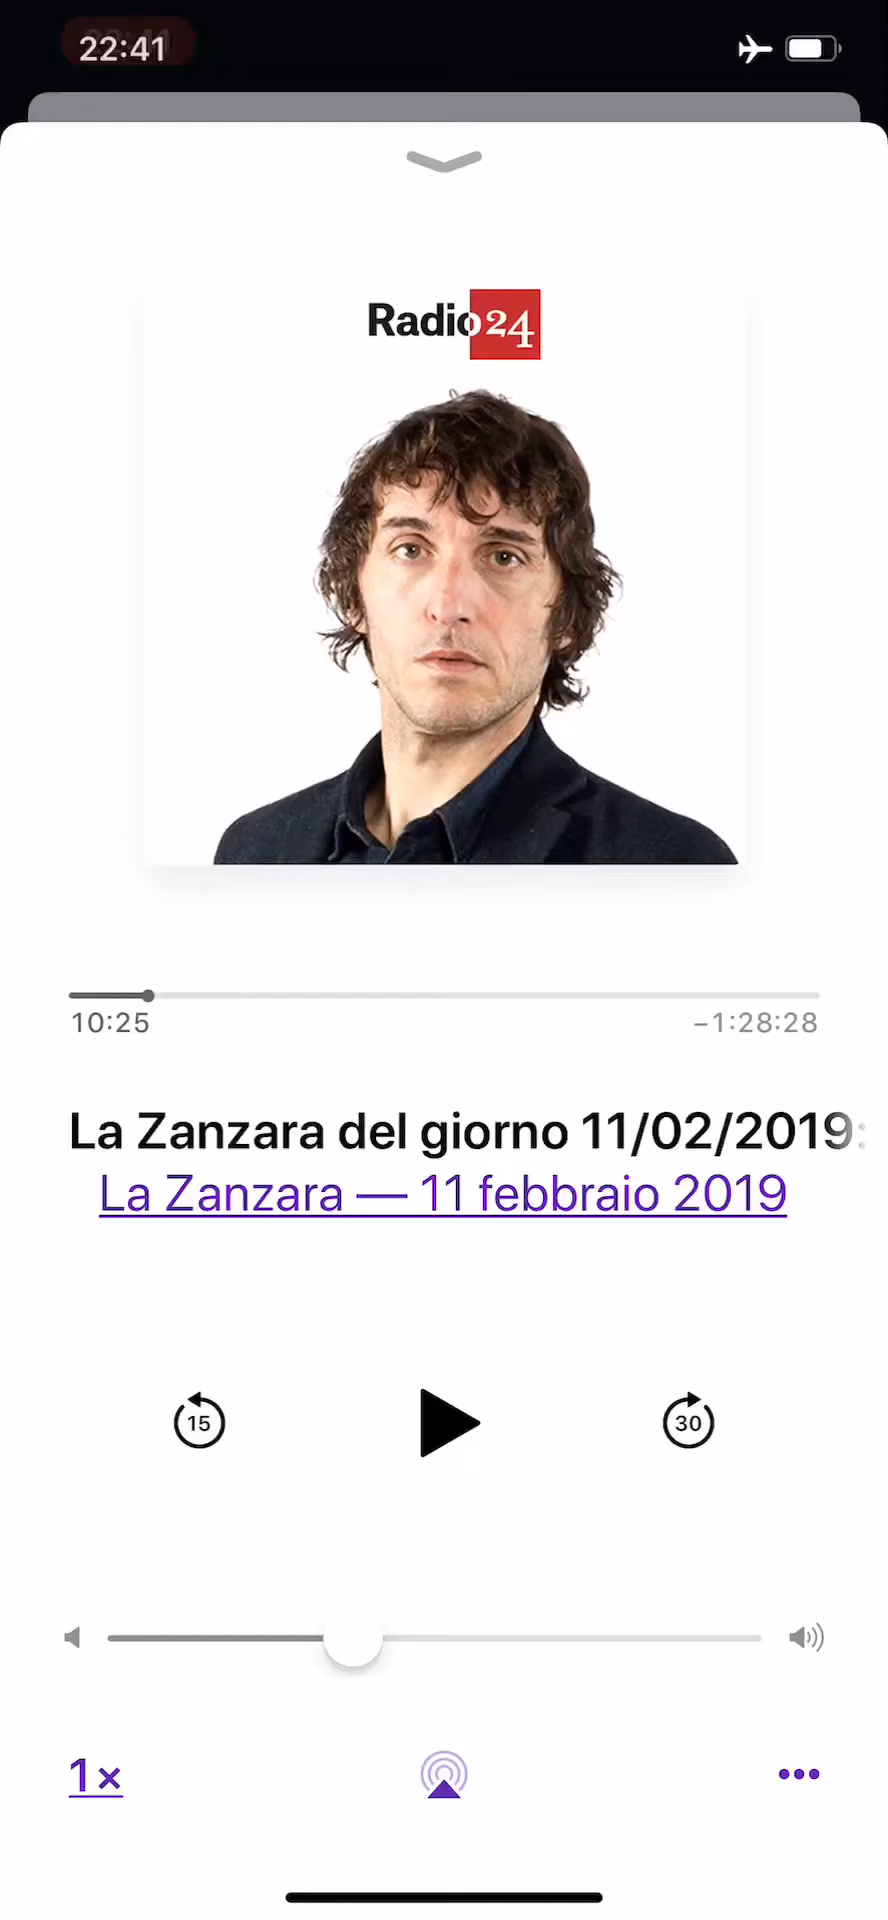 22:41
Radio24
10:25
−1:28:28
La Zanzara del giorno 11/02/2019:
La Zanzara — 11 febbraio 2019
15
30
1×